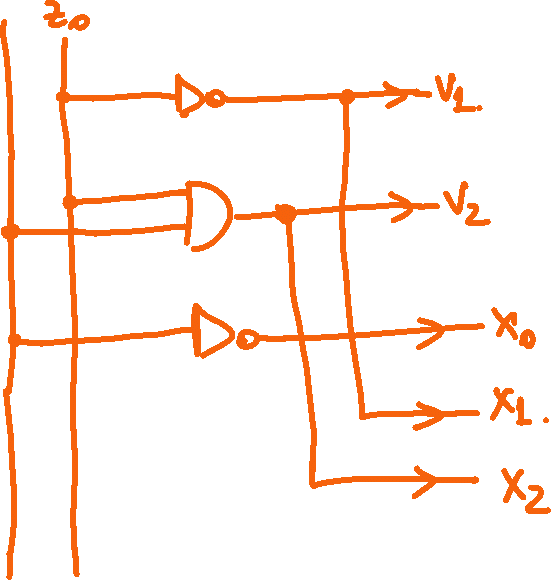 z₀
V₁.
V₂
X₀
X₁.
X₂